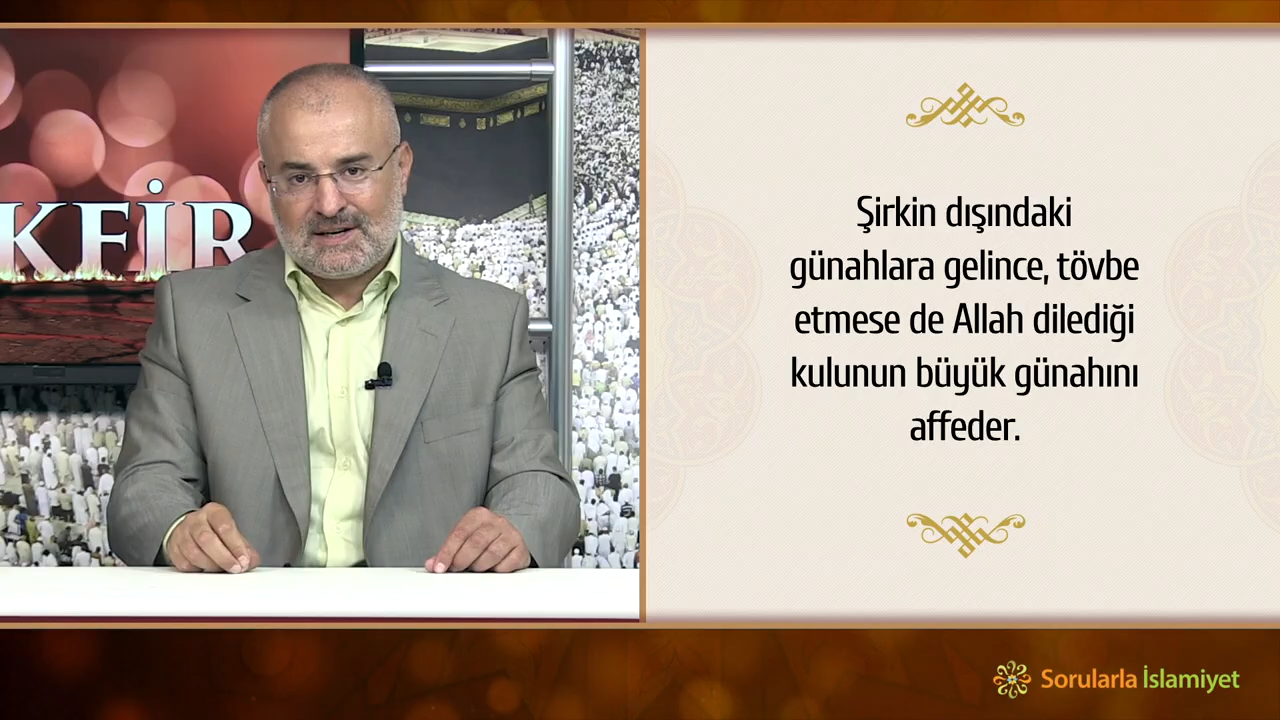 KFİR
Şirkin dışındaki
günahlara gelince, tövbe
etmese de Allah dilediği
kulunun büyük günahını
affeder.
Sorularla İslamiyet